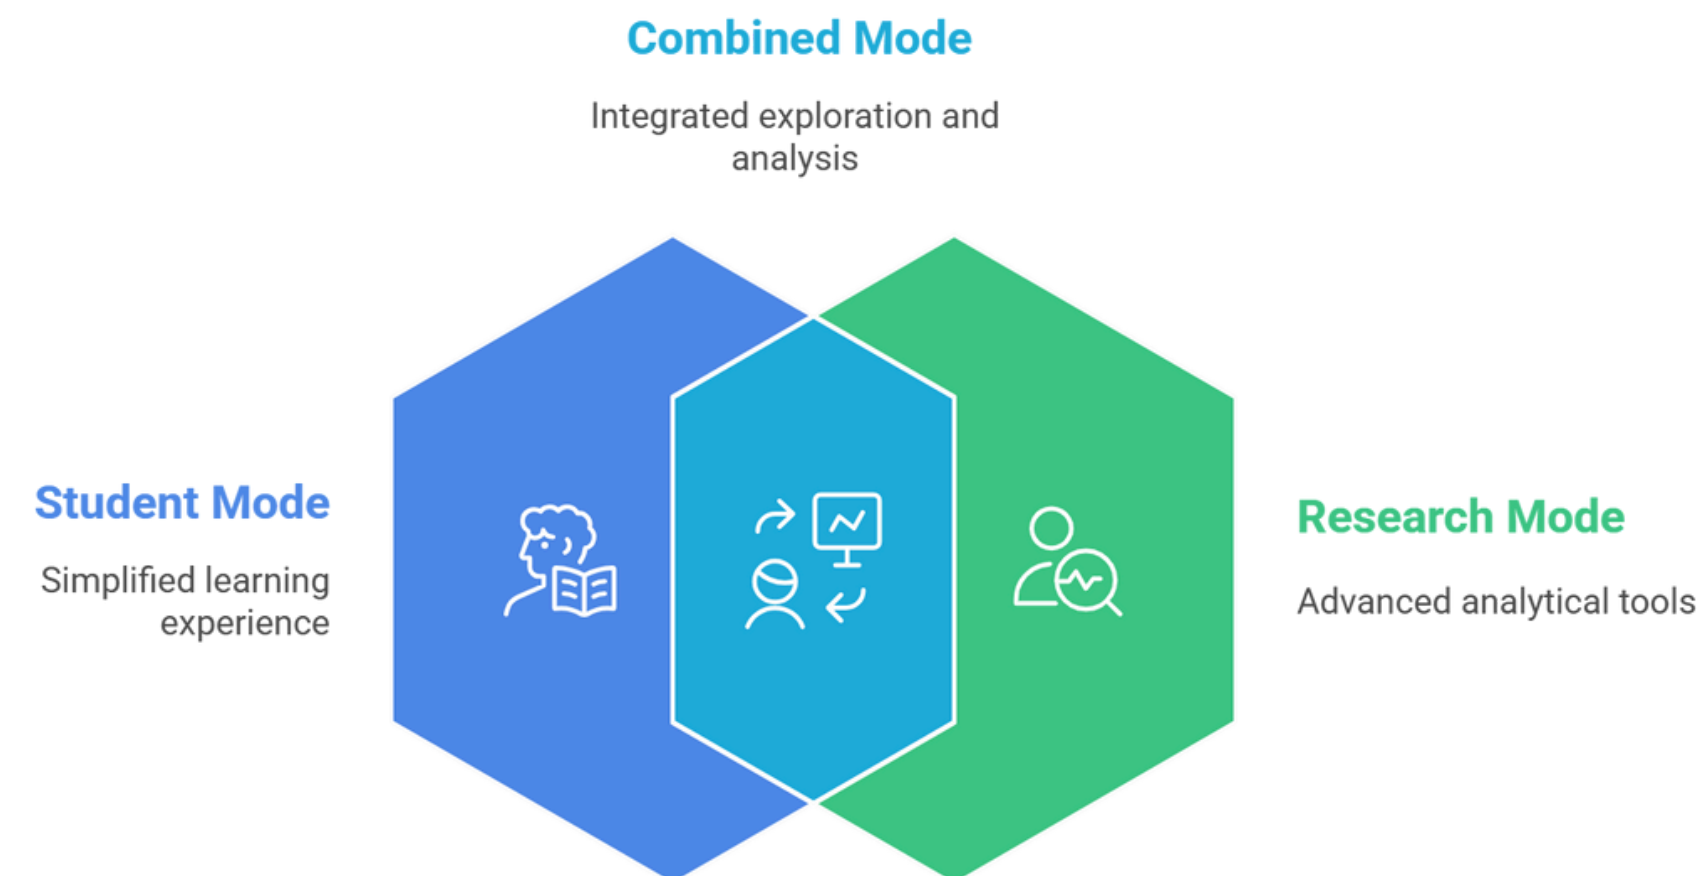 Combined Mode
Integrated exploration and
analysis
Student Mode
Simplified learning
experience
Research Mode
Advanced analytical tools